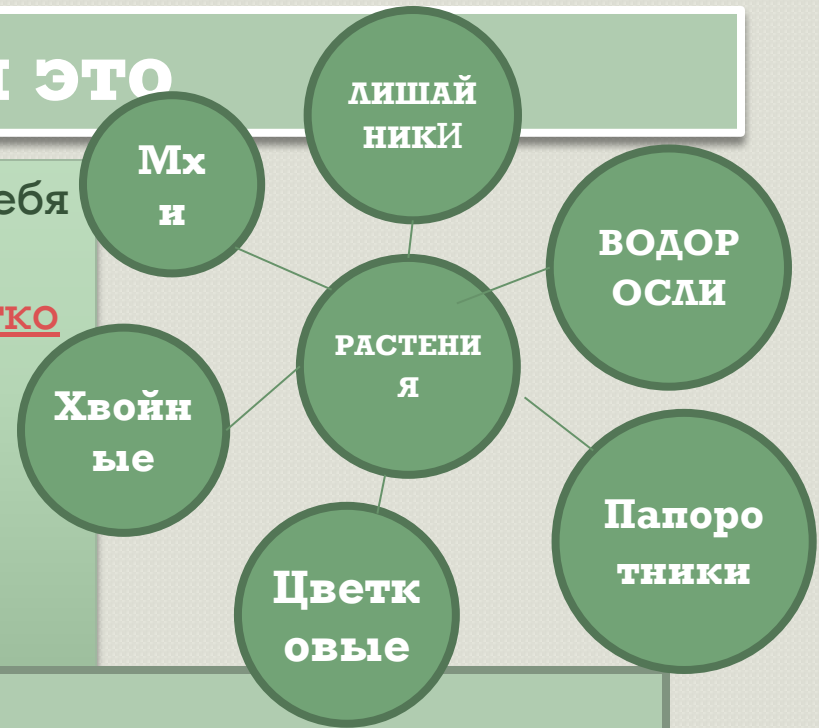 это
ЛИШАЙ
НИКИ
Мх
и
ебя
ВОДОР
ОСЛИ
тко
РАСТЕНИ
Я
Хвойн
ые
Папоро
тники
Цветк
овые